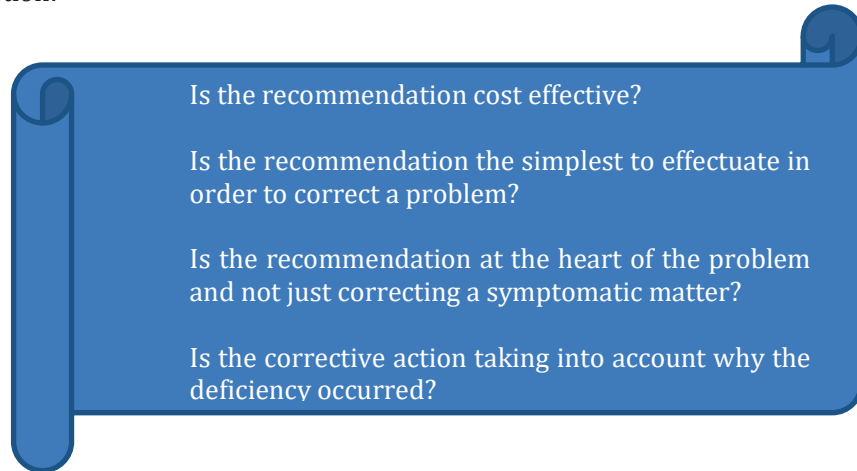 Is the recommendation cost effective?
Is the recommendation the simplest to effectuate in
order to correct a problem?
Is the recommendation at the heart of the problem
and not just correcting a symptomatic matter?
Is the corrective action taking into account why the
deficiency occurred?